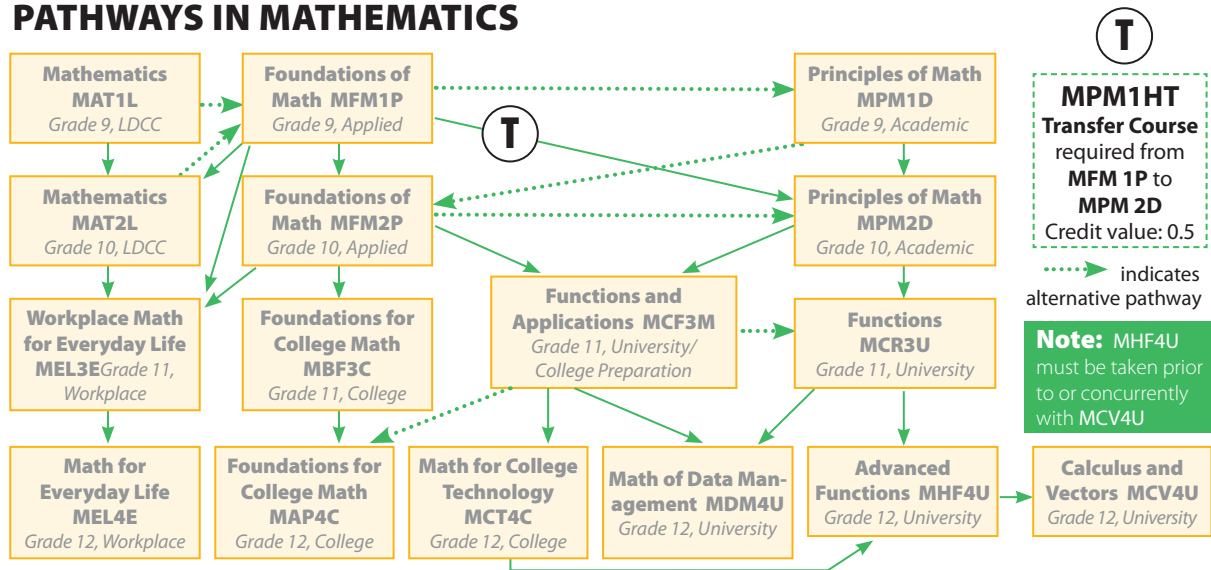 PATHWAYS IN MATHEMATICS
Mathematics
MAT1L
Grade 9, LDCC
Foundations of
Math MFM1P
Grade 9, Applied
Principles of Math
MPM1D
Grade 9, Academic
T
T
MPM1HT
Transfer Course
required from
MFM 1P to
MPM 2D
Credit value: 0.5
indicates
alternative pathway
Note: MHF4U
must be taken prior
to or concurrently
with MCV4U
Mathematics
MAT2L
Grade 10, LDCC
Foundations of
Math MFM2P
Grade 10, Applied
Principles of Math
MPM2D
Grade 10, Academic
Workplace Math
for Everyday Life
MEL3EGrade 11,
Workplace
Foundations for
College Math
MBF3C
Grade 11, College
Functions and
Applications MCF3M
Grade 11, University/
College Preparation
Functions
MCR3U
Grade 11, University
Math for
Everyday Life
MEL4E
Grade 12, Workplace
Foundations for
College Math
MAP4C
Grade 12, College
Math for College
Technology
MCT4C
Grade 12, College
Math of Data Man-
agement MDM4U
Grade 12, University
Advanced
Functions MHF4U
Grade 12, University
Calculus and
Vectors MCV4U
Grade 12, University